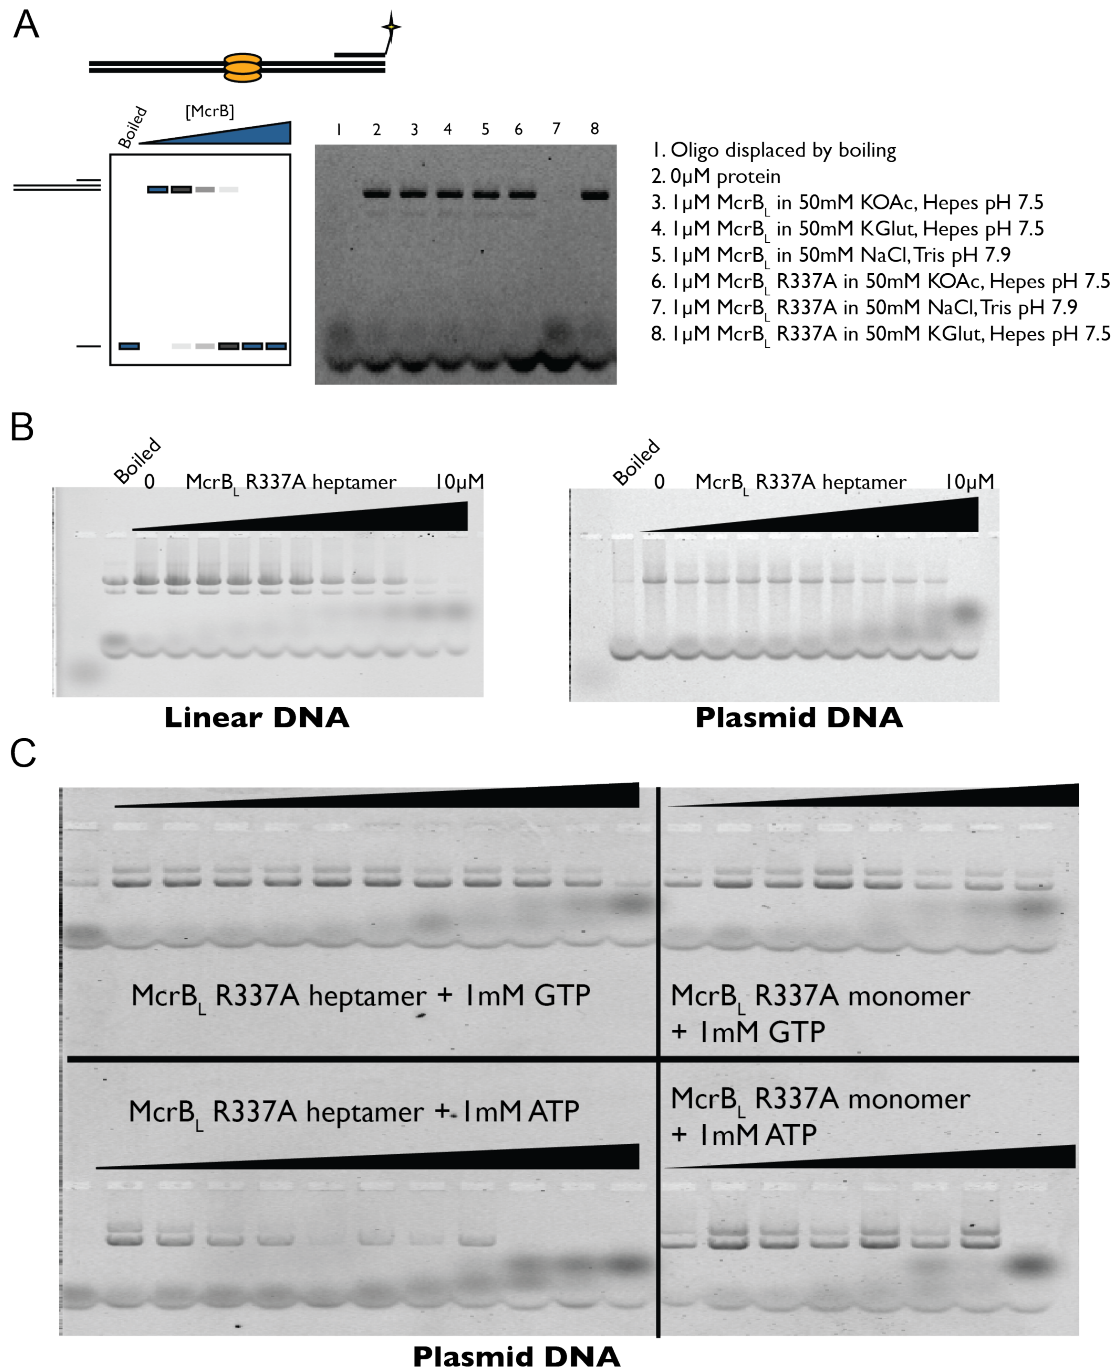 A
Boiled
[McrB]
1 2 3 4 5 6 7 8
1. Oligo displaced by boiling
2. 0µM protein
3. 1µM McrBL in 50mM KOAc, Hepes pH 7.5
4. 1µM McrBL in 50mM KGlut, Hepes pH 7.5
5. 1µM McrBL in 50mM NaCl, Tris pH 7.9
6. 1µM McrBL R337A in 50mM KOAc, Hepes pH 7.5
7. 1µM McrBL R337A in 50mM NaCl, Tris pH 7.9
8. 1µM McrBL R337A in 50mM KGlut, Hepes pH 7.5
B
Boiled
0 McrBL R337A heptamer 10µM
Linear DNA
Boiled
0 McrBL R337A heptamer 10µM
Plasmid DNA
C
McrBL R337A heptamer + 1mM GTP
McrBL R337A monomer
+ 1mM GTP
McrBL R337A heptamer + 1mM ATP
McrBL R337A monomer
+ 1mM ATP
Plasmid DNA